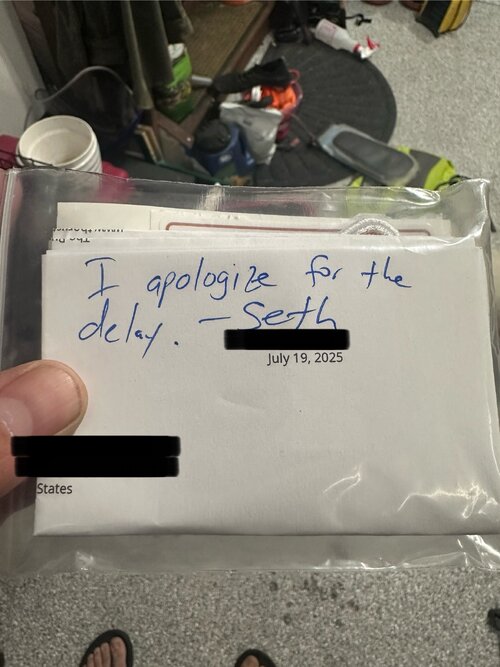 I apologize for the
delay. – Seth
July 19, 2025
States